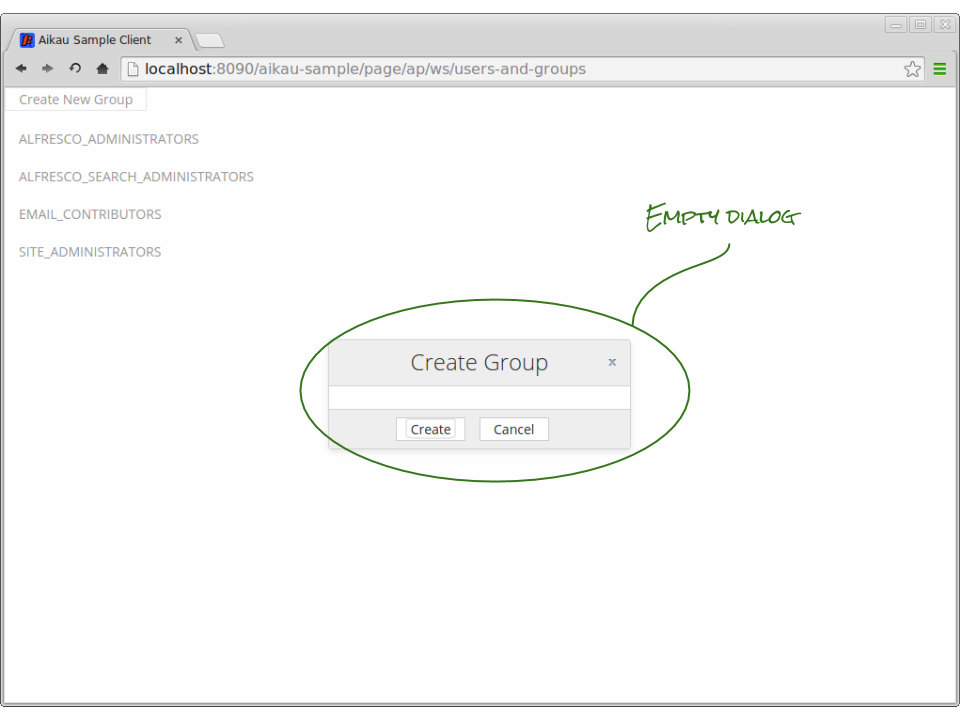 Aikau Sample Client
localhost:8090/aikau-sample/page/ap/ws/users-and-groups
Create New Group
ALFRESCO_ADMINISTRATORS
ALFRESCO_SEARCH_ADMINISTRATORS
EMAIL_CONTRIBUTORS
SITE_ADMINISTRATORS
Empty dialog
Create Group
Create Cancel